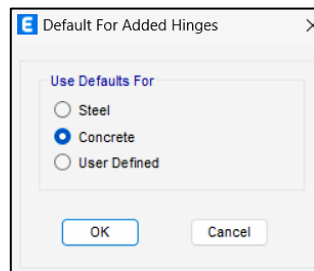 E Default For Added Hinges
Use Defaults For
Steel
Concrete
User Defined
OK Cancel